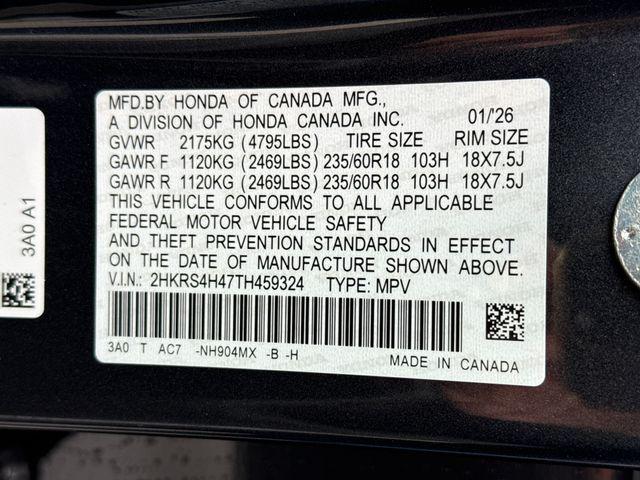 MFD.BY HONDA OF CANADA MFG.,
A DIVISION OF HONDA CANADA INC. 01/'26
GVWR 2175KG (4795LBS) TIRE SIZE RIM SIZE
GAWR F 1120KG (2469LBS) 235/60R18 103H 18X7.5J
GAWR R 1120KG (2469LBS) 235/60R18 103H 18X7.5J
THIS VEHICLE CONFORMS TO ALL APPLICABLE
FEDERAL MOTOR VEHICLE SAFETY
AND THEFT PREVENTION STANDARDS IN EFFECT
ON THE DATE OF MANUFACTURE SHOWN ABOVE.
V.I.N.: 2HKRS4H47TH459324 TYPE: MPV
3A0 T AC7 -NH904MX -B -H
MADE IN CANADA
3A0 A1